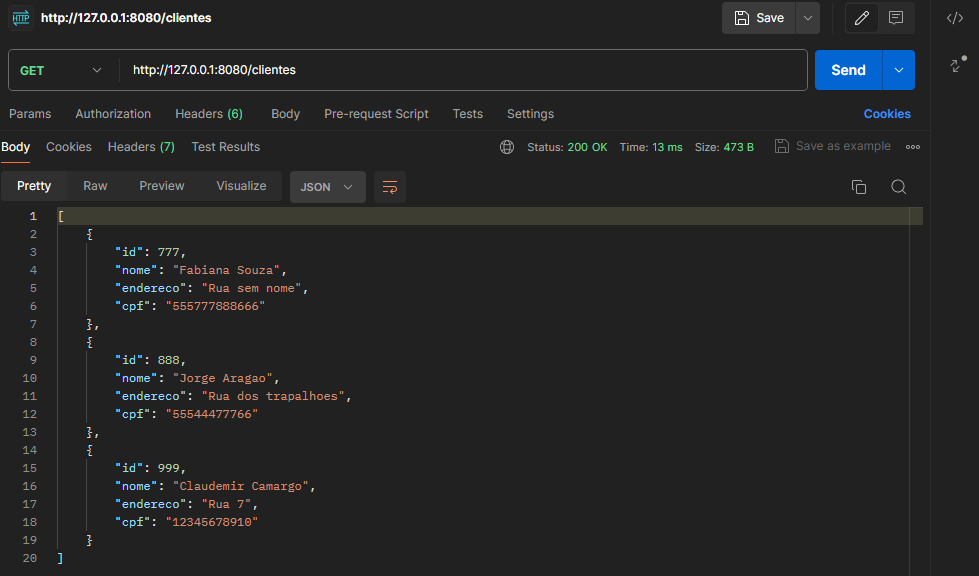 HTTP http://127.0.0.1:8080/clientes Save
GET http://127.0.0.1:8080/clientes Send
Params Authorization Headers (6) Body Pre-request Script Tests Settings Cookies
Body Cookies Headers (7) Test Results Status: 200 OK Time: 13 ms Size: 473 B Save as example
Pretty Raw Preview Visualize JSON
1 [
2 {
3 "id": 777,
4 "nome": "Fabiana Souza",
5 "endereco": "Rua sem nome",
6 "cpf": "555777888666"
7 },
8 {
9 "id": 888,
10 "nome": "Jorge Aragao",
11 "endereco": "Rua dos trapalhoes",
12 "cpf": "55544477766"
13 },
14 {
15 "id": 999,
16 "nome": "Claudemir Camargo",
17 "endereco": "Rua 7",
18 "cpf": "12345678910"
19 }
20 ]